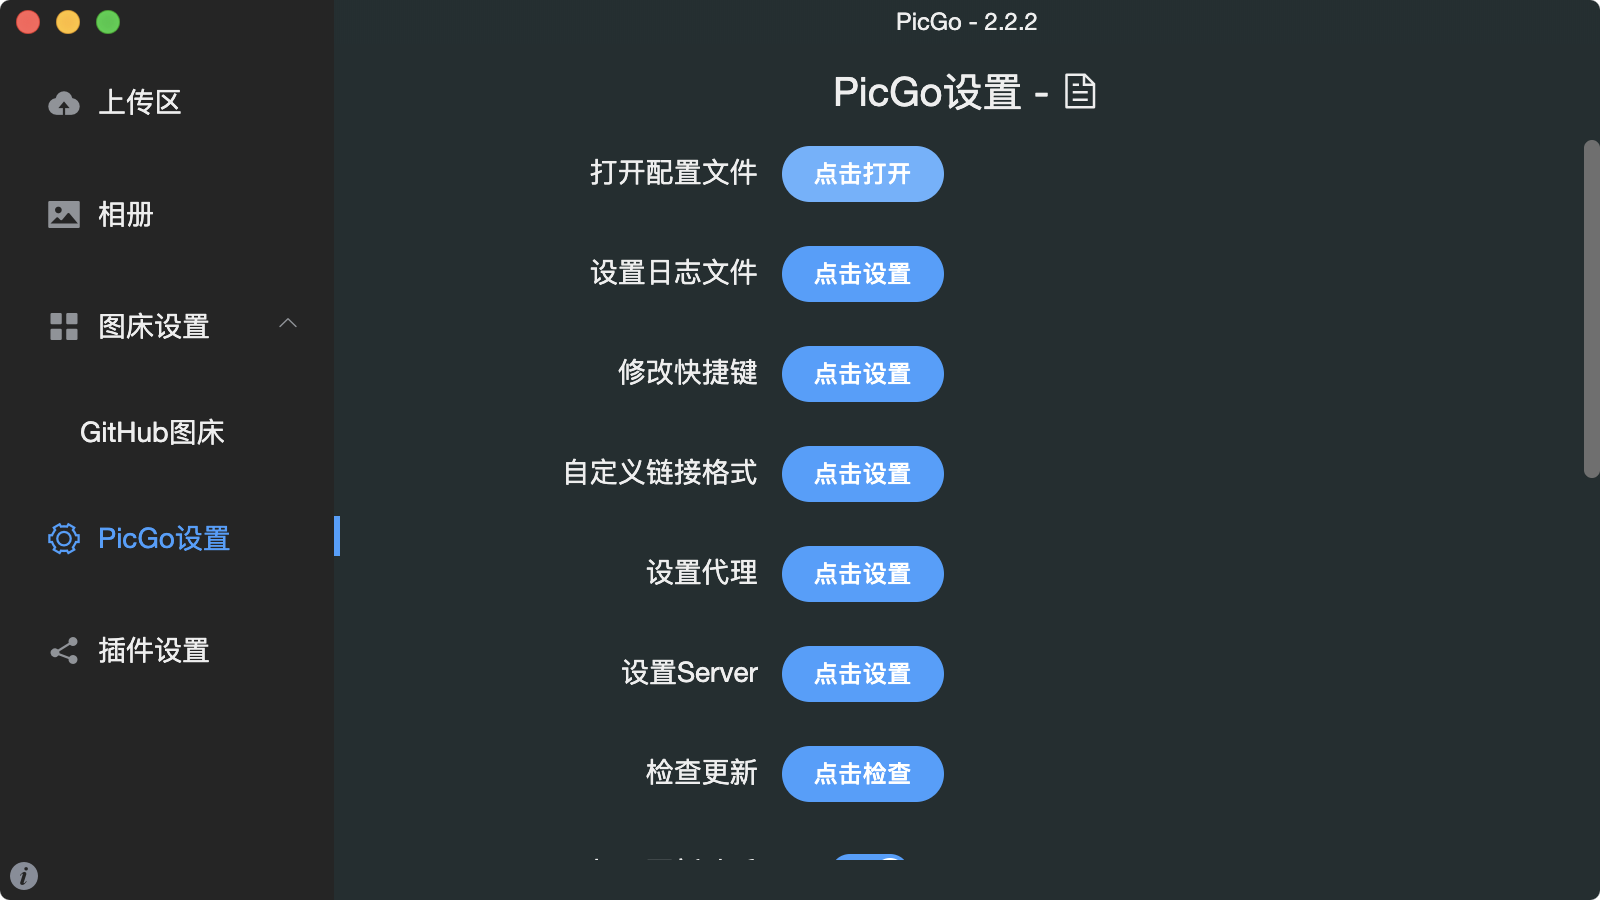 PicGo - 2.2.2
上传区
相册
图床设置
GitHub图床
PicGo设置
插件设置
PicGo设置 -
打开配置文件 点击打开
设置日志文件 点击设置
修改快捷键 点击设置
自定义链接格式 点击设置
设置代理 点击设置
设置Server 点击设置
检查更新 点击检查